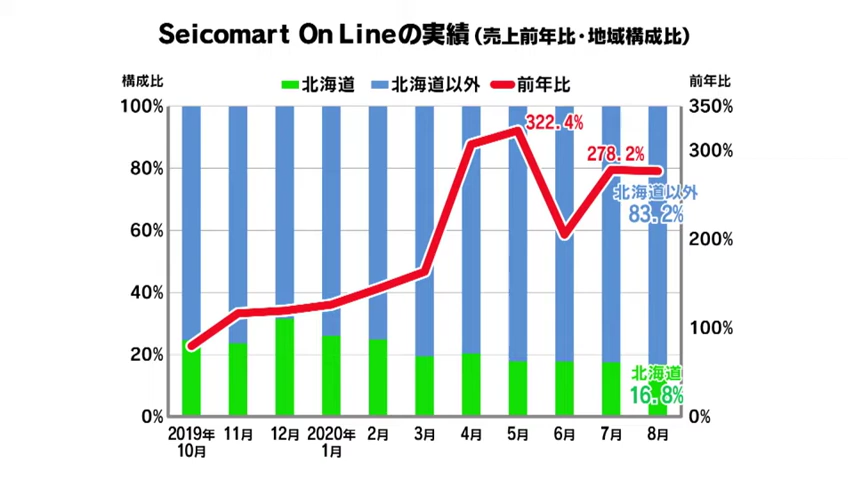 Seicomart On Lineの実績（売上前年比・地域構成比）
構成比
北海道 北海道以外 前年比
前年比
100%
80%
60%
40%
20%
0%
350%
300%
200%
100%
0%
322.4%
278.2%
北海道以外
83.2%
北海道
16.8%
2019年
10月
11月
12月
2020年
1月
2月
3月
4月
5月
6月
7月
8月